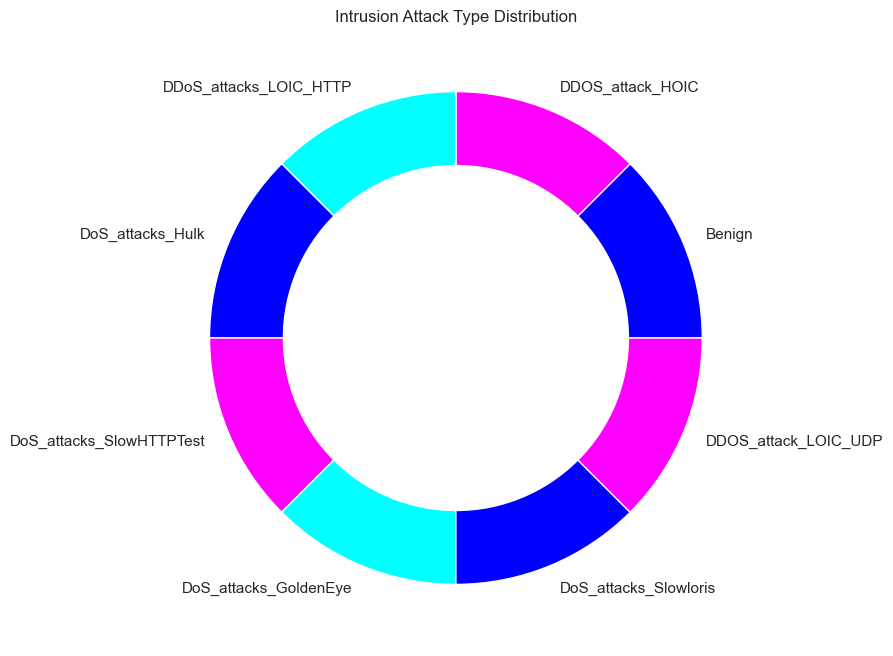 Intrusion Attack Type Distribution
DDoS_attacks_LOIC_HTTP
DDOS_attack_HOIC
DoS_attacks_Hulk
Benign
DoS_attacks_SlowHTTPTest
DDOS_attack_LOIC_UDP
DoS_attacks_GoldenEye
DoS_attacks_Slowloris